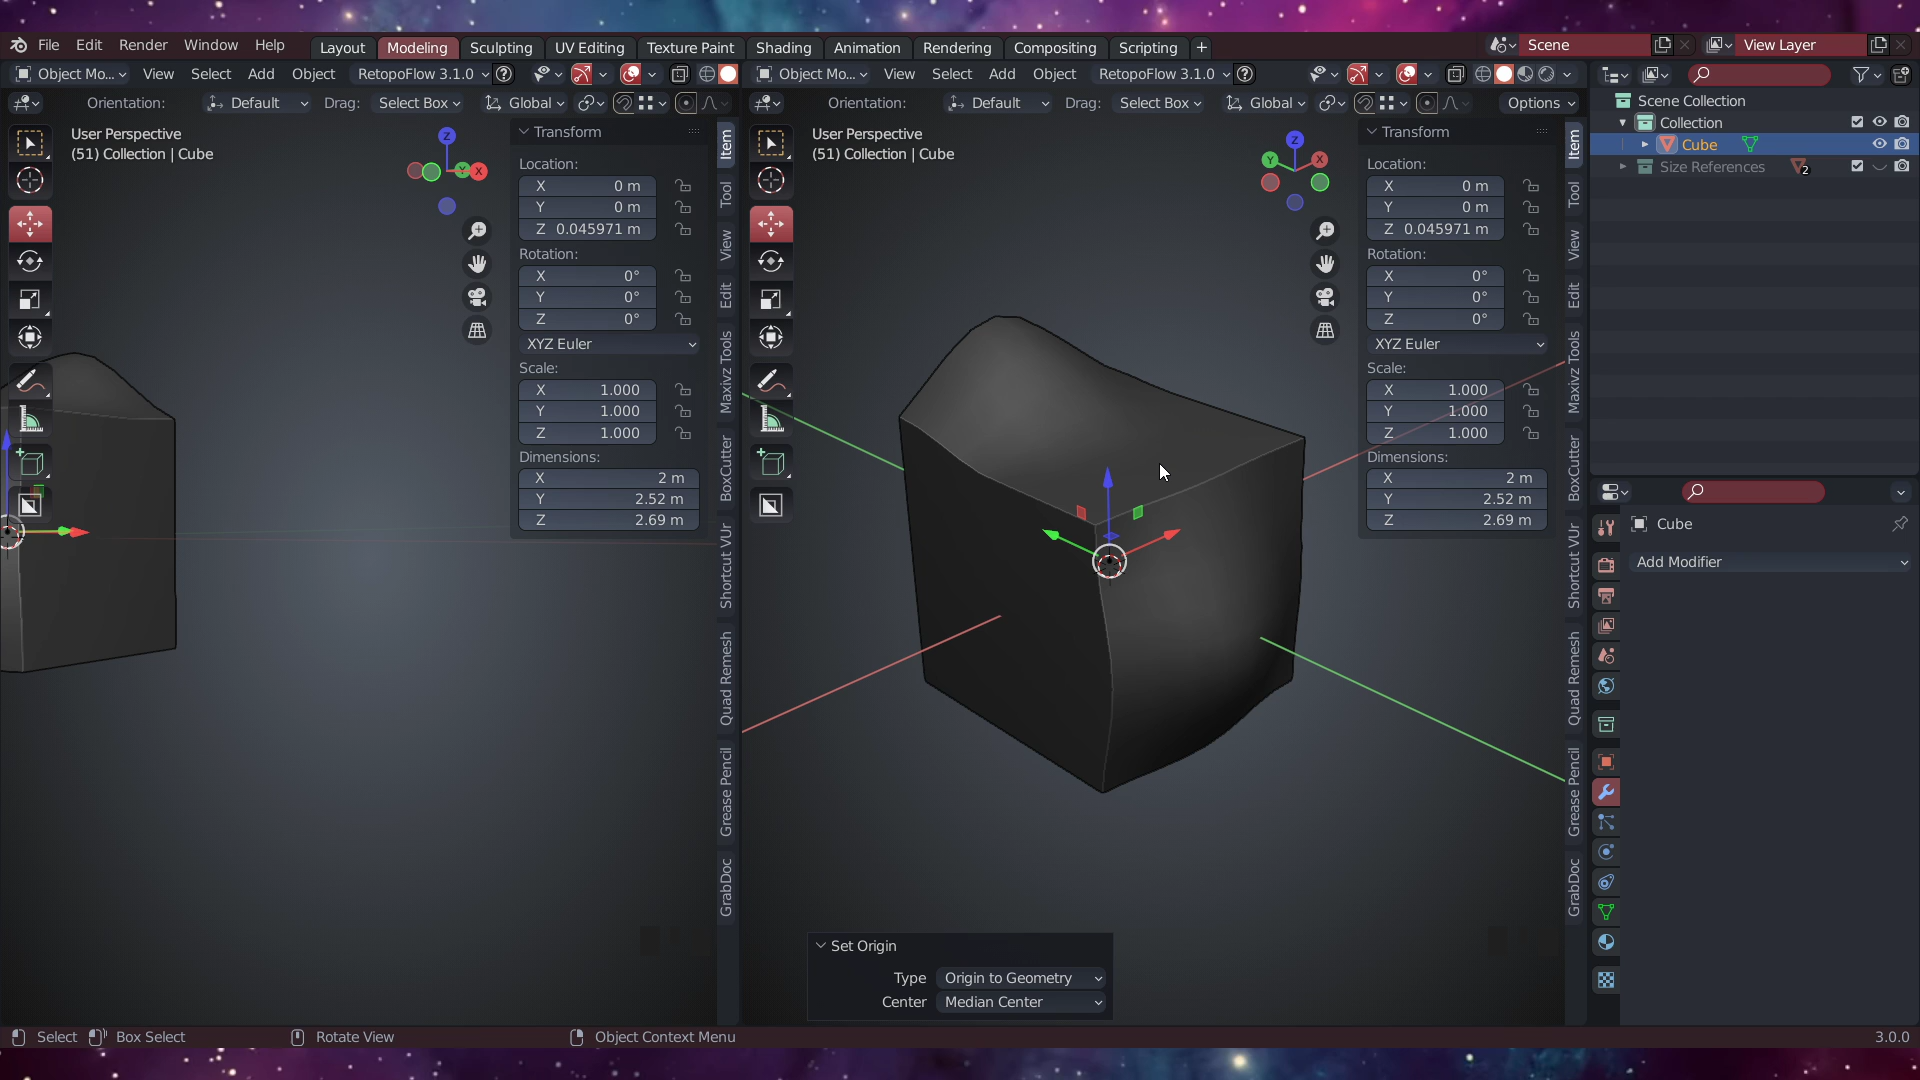 File Edit Render Window Help Layout Modeling Sculpting UV Editing Texture Paint Shading Animation Rendering Compositing Scripting + Scene View Layer
Object Mo... View Select Add Object RetopoFlow 3.1.0 ? Object Mo... View Select Add Object RetopoFlow 3.1.0 ?
Orientation: Default Drag: Select Box Global Orientation: Default Drag: Select Box Global Options
User Perspective
(51) Collection | Cube
Z
Y
X
Transform
Location:
X 0 m
Y 0 m
Z 0.045971 m
Rotation:
X 0°
Y 0°
Z 0°
XYZ Euler
Scale:
X 1.000
Y 1.000
Z 1.000
Dimensions:
X 2 m
Y 2.52 m
Z 2.69 m
Item
Tool
View
Edit
Maxivz Tools
BoxCutter
Shortcut VUr
Quad Remesh
Grease Pencil
GrabDoc
User Perspective
(51) Collection | Cube
Z
Y
X
Transform
Location:
X 0 m
Y 0 m
Z 0.045971 m
Rotation:
X 0°
Y 0°
Z 0°
XYZ Euler
Scale:
X 1.000
Y 1.000
Z 1.000
Dimensions:
X 2 m
Y 2.52 m
Z 2.69 m
Item
Tool
View
Edit
Maxivz Tools
BoxCutter
Shortcut VUr
Quad Remesh
Grease Pencil
GrabDoc
Set Origin
Type Origin to Geometry
Center Median Center
Scene Collection
Collection
Cube
Size References 2
Cube
Add Modifier
Select Box Select Rotate View Object Context Menu 3.0.0